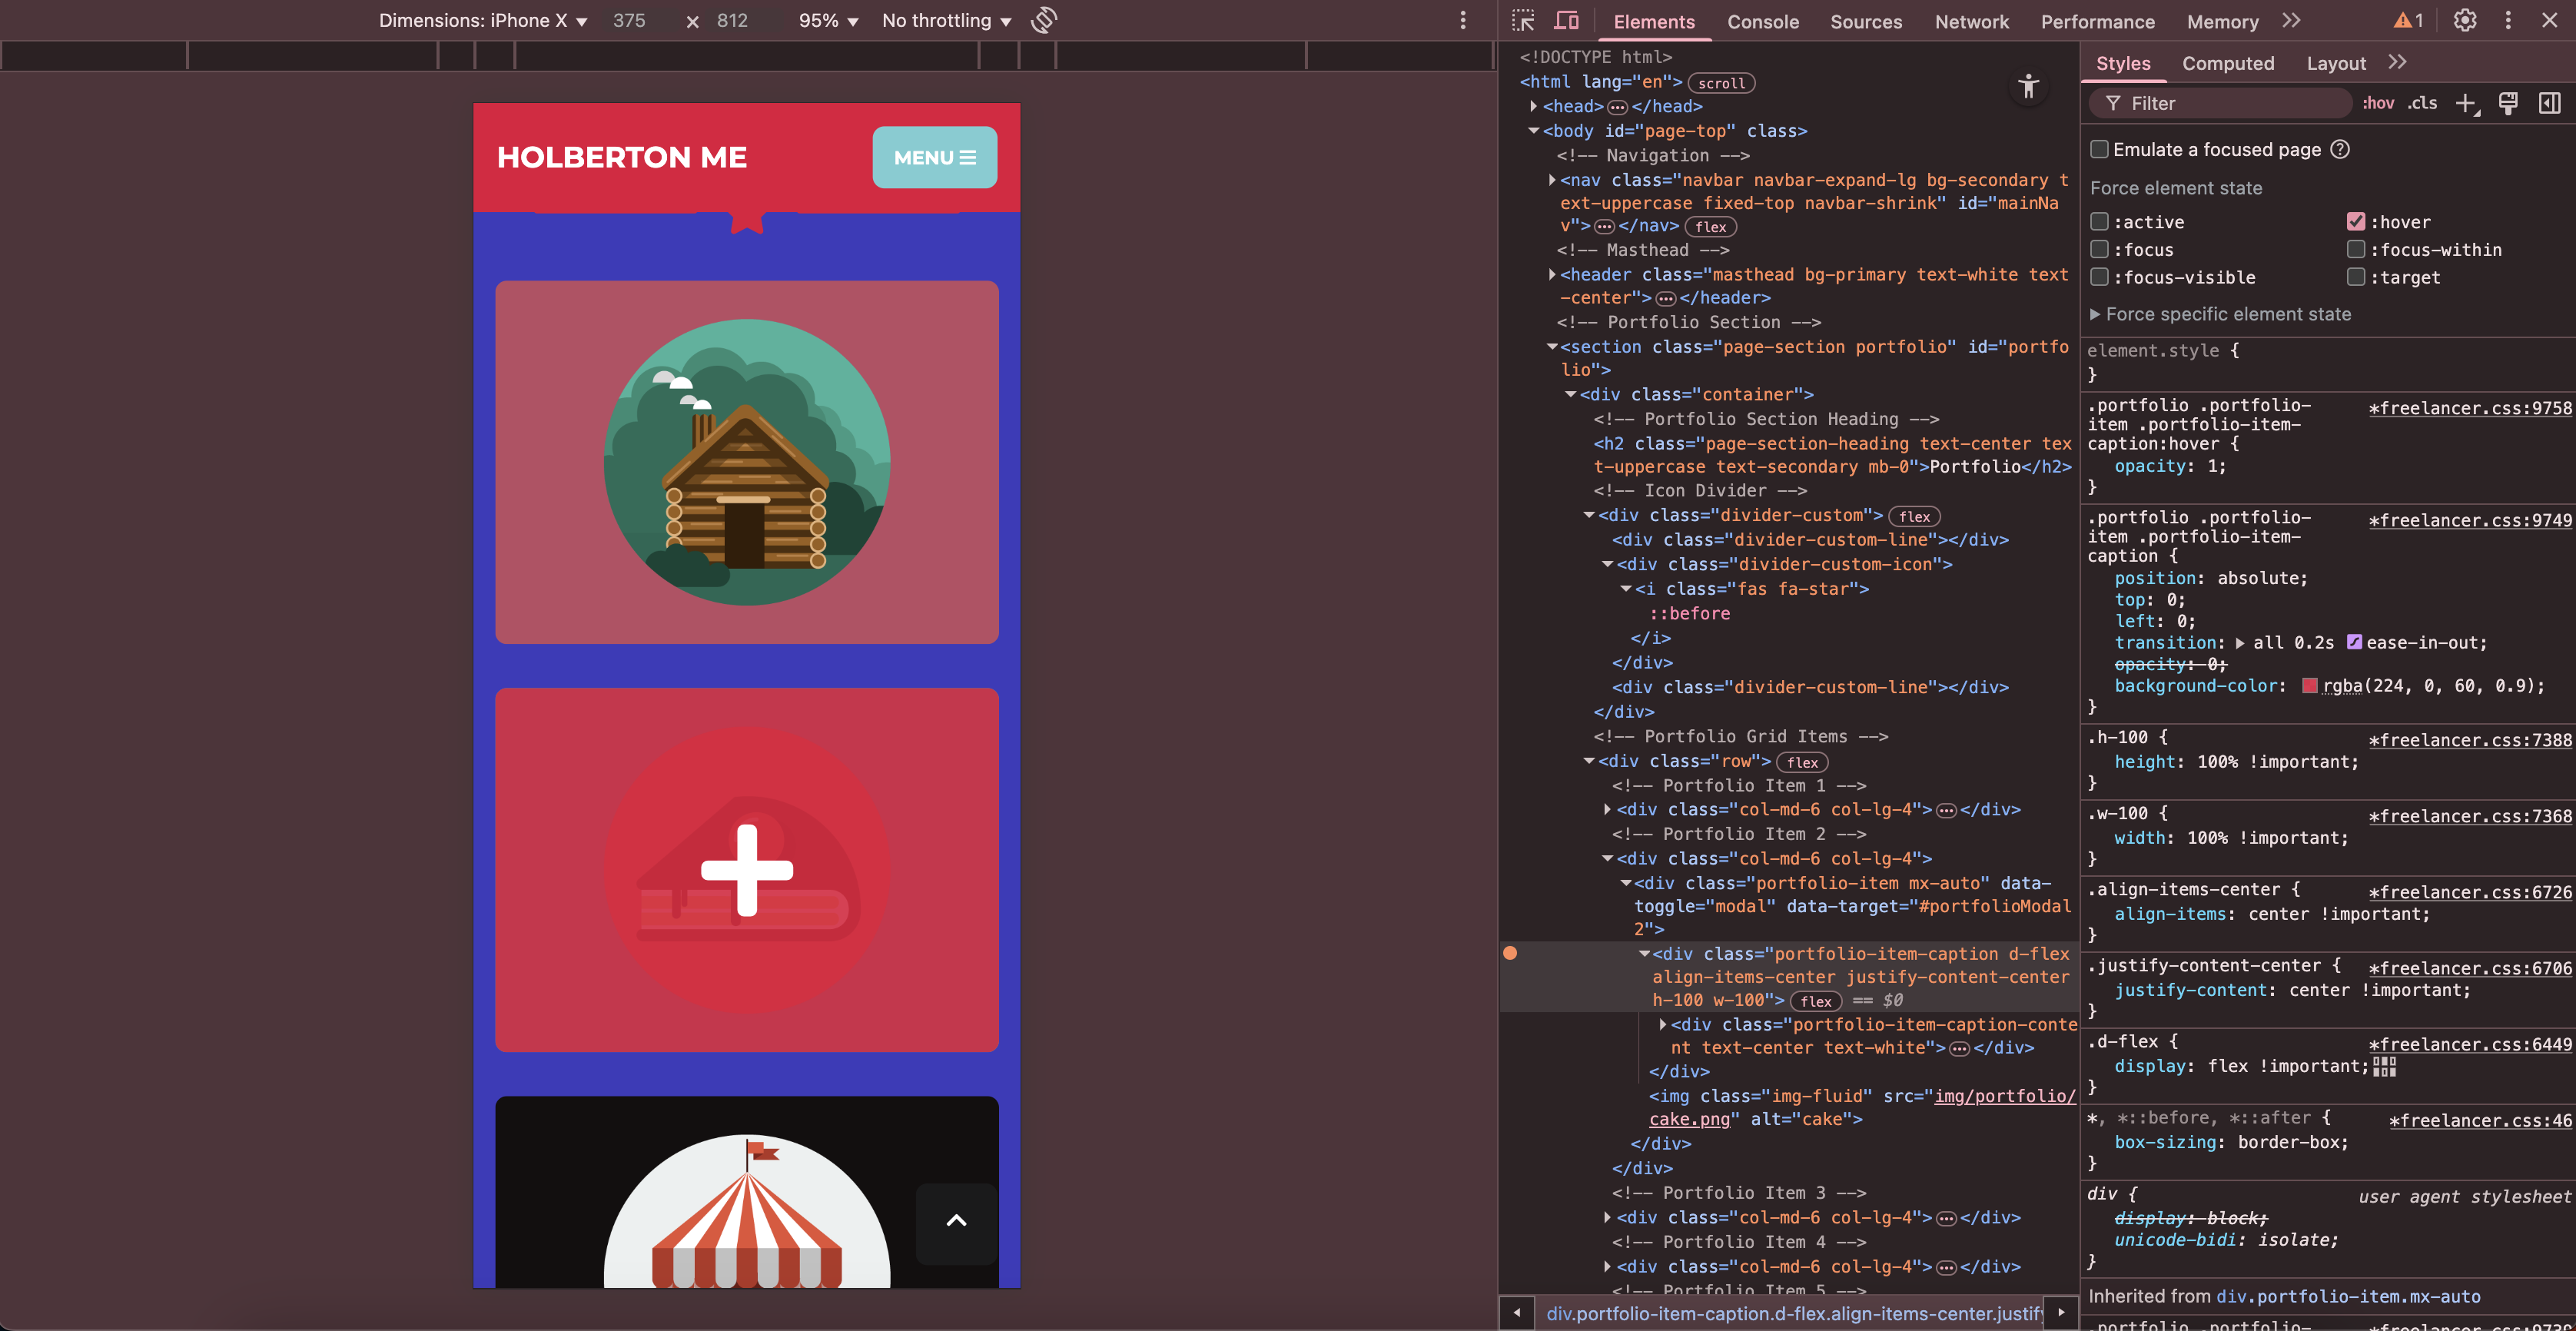 Dimensions: iPhone X ▼ 375 × 812 95% ▼ No throttling ▼
HOLBERTON ME
MENU
Elements Console Sources Network Performance Memory 1
<!DOCTYPE html>
<html lang="en"> scroll
<head> ••• </head>
<body id="page-top" class>
<!-- Navigation -->
<nav class="navbar navbar-expand-lg bg-secondary t
ext-uppercase fixed-top navbar-shrink" id="mainNa
v"> ••• </nav> flex
<!-- Masthead -->
<header class="masthead bg-primary text-white text
-center"> ••• </header>
<!-- Portfolio Section -->
<section class="page-section portfolio" id="portfo
lio">
<div class="container">
<!-- Portfolio Section Heading -->
<h2 class="page-section-heading text-center tex
t-uppercase text-secondary mb-0">Portfolio</h2>
<!-- Icon Divider -->
<div class="divider-custom"> flex
<div class="divider-custom-line"></div>
<div class="divider-custom-icon">
<i class="fas fa-star">
::before
</i>
</div>
<div class="divider-custom-line"></div>
</div>
<!-- Portfolio Grid Items -->
<div class="row"> flex
<!-- Portfolio Item 1 -->
<div class="col-md-6 col-lg-4"> ••• </div>
<!-- Portfolio Item 2 -->
<div class="col-md-6 col-lg-4">
<div class="portfolio-item mx-auto" data-
toggle="modal" data-target="#portfolioModal
2">
<div class="portfolio-item-caption d-flex
align-items-center justify-content-center
h-100 w-100"> flex == $0
<div class="portfolio-item-caption-conte
nt text-center text-white"> ••• </div>
</div>
<img class="img-fluid" src="img/portfolio/
cake.png" alt="cake">
</div>
</div>
<!-- Portfolio Item 3 -->
<div class="col-md-6 col-lg-4"> ••• </div>
<!-- Portfolio Item 4 -->
<div class="col-md-6 col-lg-4"> ••• </div>
<!-- Portfolio Item 5 -->
div.portfolio-item-caption.d-flex.align-items-center.justify
Styles Computed Layout
Filter :hov .cls
Emulate a focused page ?
Force element state
:active :hover
:focus :focus-within
:focus-visible :target
Force specific element state
element.style {
}
.portfolio .portfolio- *freelancer.css:9758
item .portfolio-item-
caption:hover {
opacity: 1;
}
.portfolio .portfolio- *freelancer.css:9749
item .portfolio-item-
caption {
position: absolute;
top: 0;
left: 0;
transition: all 0.2s ease-in-out;
opacity: 0;
background-color: rgba(224, 0, 60, 0.9);
}
.h-100 { *freelancer.css:7388
height: 100% !important;
}
.w-100 { *freelancer.css:7368
width: 100% !important;
}
.align-items-center { *freelancer.css:6726
align-items: center !important;
}
.justify-content-center { *freelancer.css:6706
justify-content: center !important;
}
.d-flex { *freelancer.css:6449
display: flex !important;
}
*, *::before, *::after { *freelancer.css:46
box-sizing: border-box;
}
div { user agent stylesheet
display: block;
unicode-bidi: isolate;
}
Inherited from div.portfolio-item.mx-auto
.portfolio .portfolio- *freelancer.css:9739